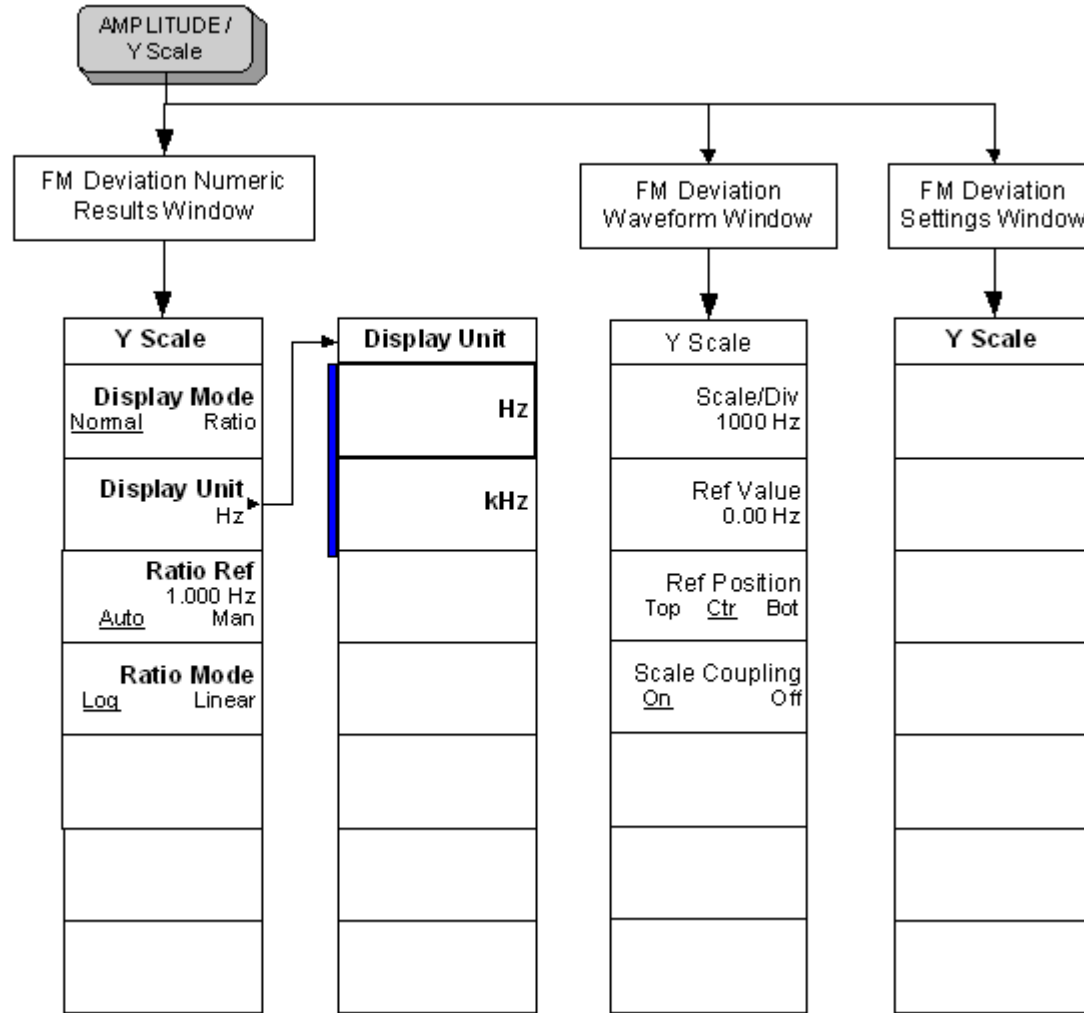 AMPLITUDE /
Y Scale
FM Deviation Numeric
Results Window
FM Deviation
Waveform Window
FM Deviation
Settings Window
Y Scale
Display Mode
Normal Ratio
Display Unit
Hz
Ratio Ref
1.000 Hz
Auto Man
Ratio Mode
Log Linear
Display Unit
Hz
kHz
Y Scale
Scale/Div
1000 Hz
Ref Value
0.00 Hz
Ref Position
Top Ctr Bot
Scale Coupling
On Off
Y Scale